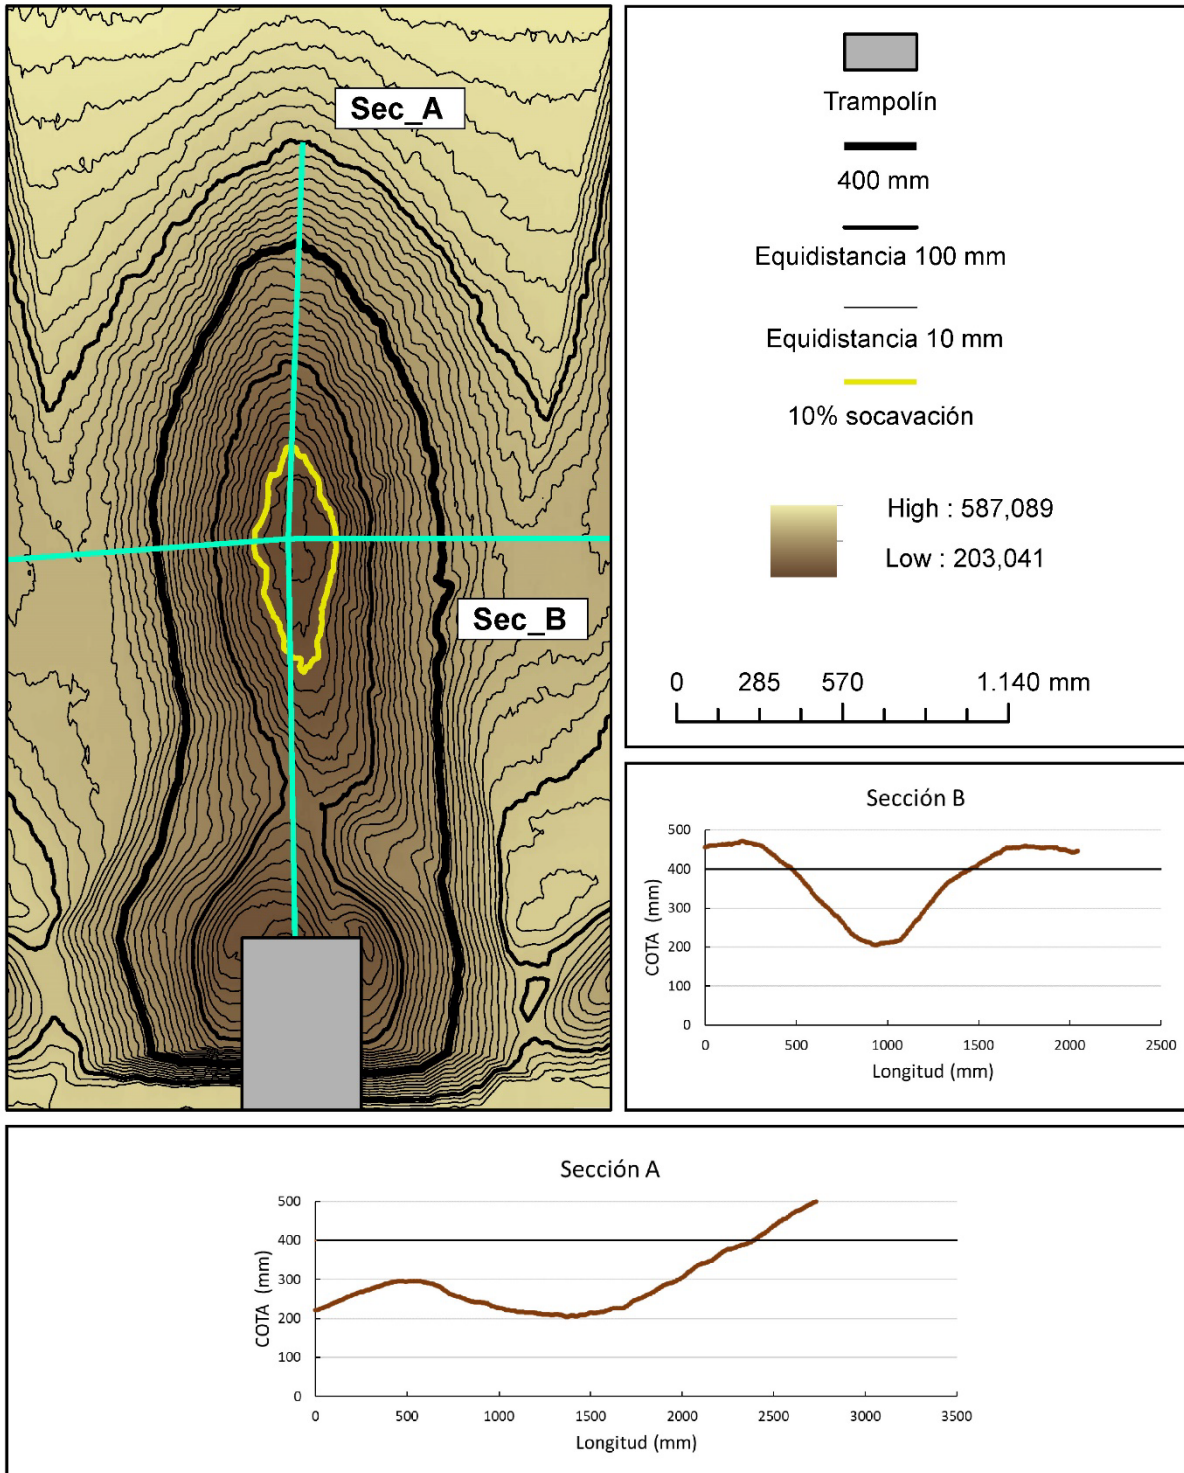 Sec_A
Sec_B
Trampolín
400 mm
Equidistancia 100 mm
Equidistancia 10 mm
10% socavación
High : 587,089
Low : 203,041
0 285 570 1.140 mm
Sección B
500
400
300
200
100
0
COTA (mm)
0 500 1000 1500 2000 2500
Longitud (mm)
Sección A
500
400
300
200
100
0
COTA (mm)
0 500 1000 1500 2000 2500 3000 3500
Longitud (mm)